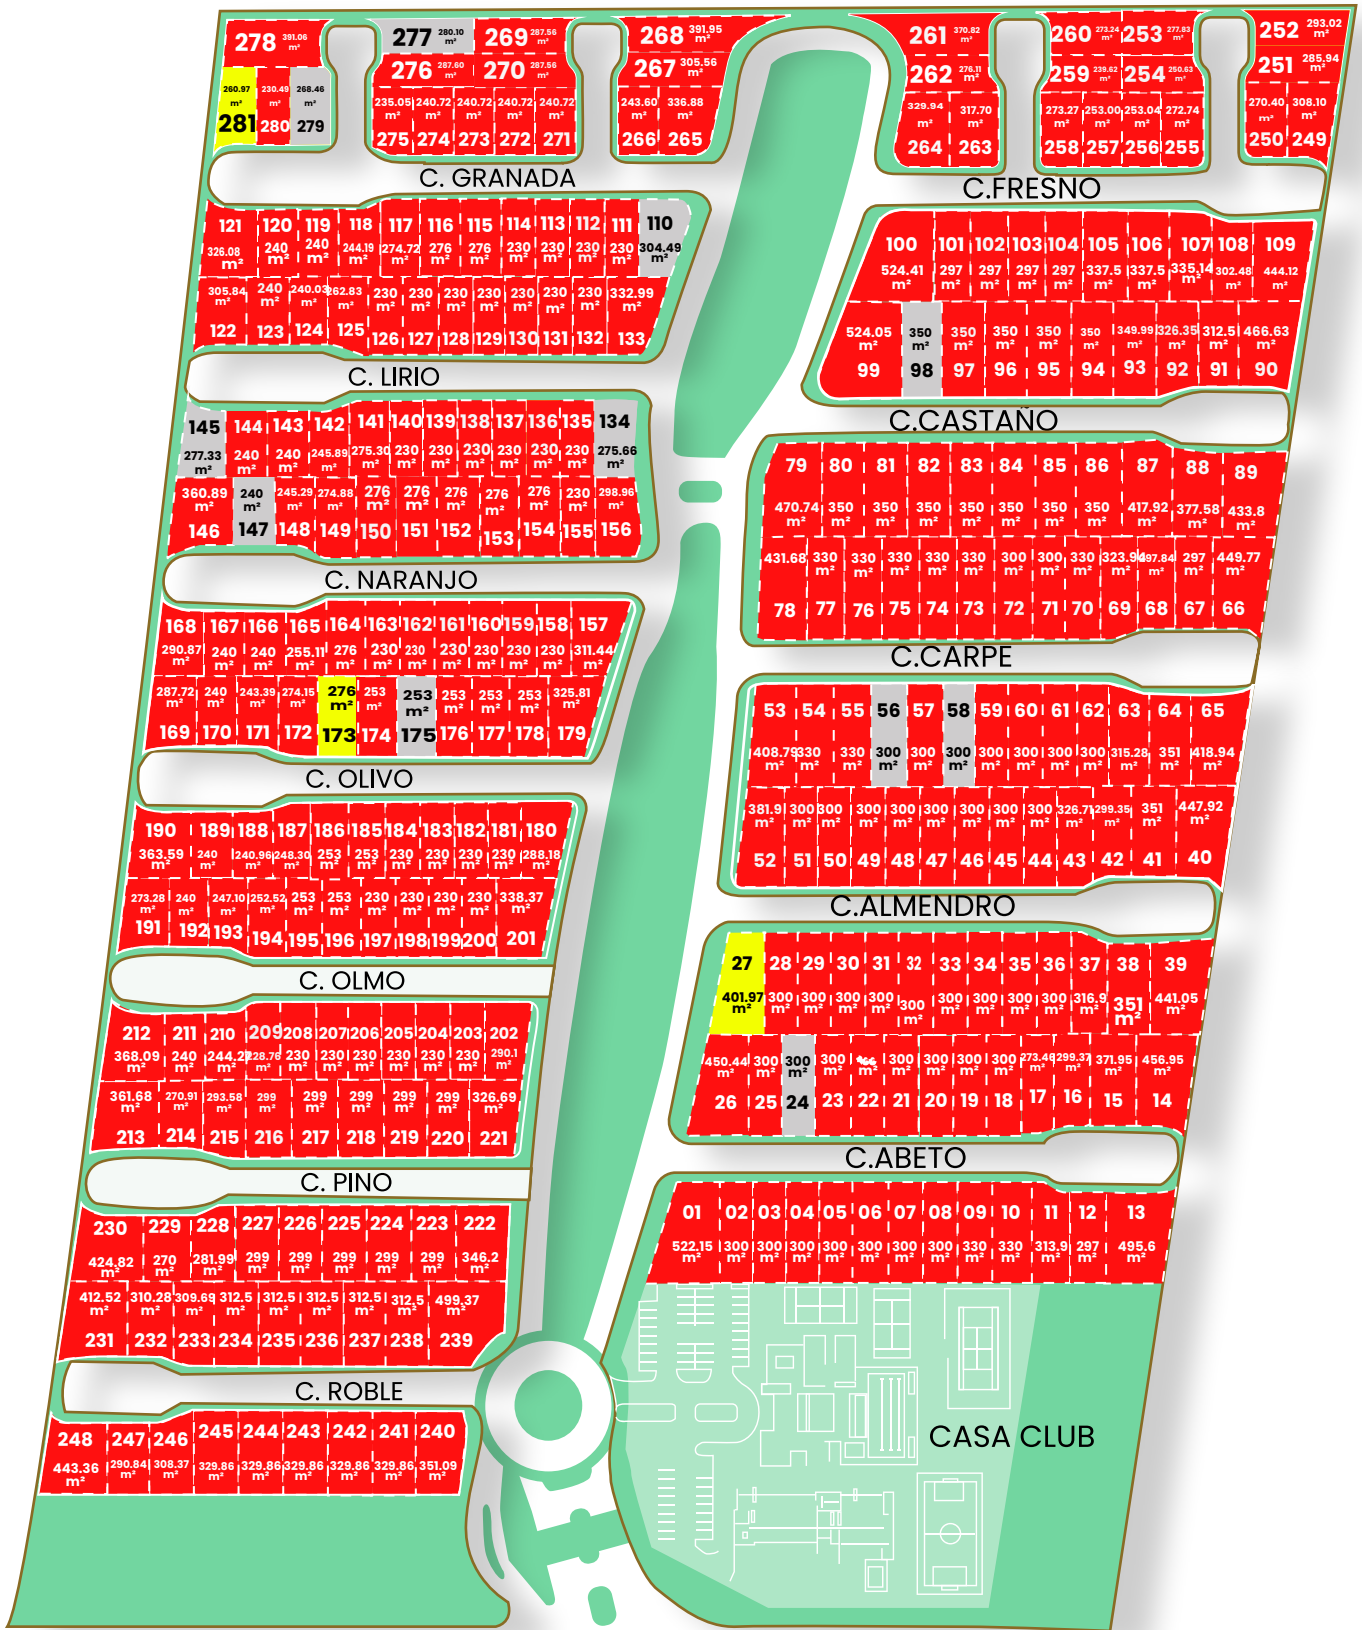 278 391.06 m²
277 280.10 m²
269 287.56 m²
268 391.95 m²
261 370.82 m²
260 273.24 m²
253 277.83 m²
252 293.02 m²
276 287.60 m²
270 287.56 m²
267 305.56 m²
262 276.11 m²
259 239.62 m²
254 250.63 m²
251 285.94 m²
260.97 m² 230.49 m² 268.46 m²
281 280 279
235.05 m² 240.72 m² 240.72 m² 240.72 m² 240.72 m²
275 274 273 272 271
243.60 m² 336.88 m²
266 265
329.94 m² 317.70 m²
264 263
273.27 m² 253.00 m² 253.04 m² 272.74 m²
258 257 256 255
270.40 m² 308.10 m²
250 249
C. GRANADA
C.FRESNO
121 120 119 118 117 116 115 114 113 112 111 110
326.08 m² 240 m² 240 m² 244.19 m² 274.72 m² 276 m² 276 m² 230 m² 230 m² 230 m² 230 m² 304.49 m²
305.84 m² 240 m² 240.03 m² 262.83 m² 230 m² 230 m² 230 m² 230 m² 230 m² 230 m² 230 m² 332.99 m²
122 123 124 125 126 127 128 129 130 131 132 133
100 101 102 103 104 105 106 107 108 109
524.41 m² 297 m² 297 m² 297 m² 297 m² 337.5 m² 337.5 m² 335.14 m² 302.48 m² 444.12 m²
524.05 m² 350 m² 350 m² 350 m² 350 m² 350 m² 349.99 m² 326.35 m² 312.5 m² 466.63 m²
99 98 97 96 95 94 93 92 91 90
C. LIRIO
C.CASTAÑO
145 144 143 142 141 140 139 138 137 136 135 134
277.33 m² 240 m² 240 m² 245.89 m² 275.30 m² 230 m² 230 m² 230 m² 230 m² 230 m² 230 m² 275.66 m²
360.89 m² 240 m² 245.29 m² 274.88 m² 276 m² 276 m² 276 m² 276 m² 276 m² 230 m² 298.96 m²
146 147 148 149 150 151 152 153 154 155 156
79 80 81 82 83 84 85 86 87 88 89
470.74 m² 350 m² 350 m² 350 m² 350 m² 350 m² 350 m² 350 m² 417.92 m² 377.58 m² 433.8 m²
431.68 330 m² 330 m² 330 m² 330 m² 330 m² 300 m² 300 m² 330 m² 323.94 m² 297 m² 449.77 m²
78 77 76 75 74 73 72 71 70 69 68 67 66
C. NARANJO
C.CARPE
168 167 166 165 164 163 162 161 160 159 158 157
290.87 m² 240 m² 240 m² 255.11 m² 276 m² 230 m² 230 m² 230 m² 230 m² 230 m² 230 m² 311.44 m²
287.72 m² 240 m² 243.39 m² 274.15 m² 276 m² 253 m² 253 m² 253 m² 253 m² 253 m² 325.81 m²
169 170 171 172 173 174 175 176 177 178 179
53 54 55 56 57 58 59 60 61 62 63 64 65
408.79 m² 330 m² 330 m² 300 m² 300 m² 300 m² 300 m² 300 m² 300 m² 300 m² 315.28 m² 351 m² 418.94 m²
381.9 m² 300 m² 300 m² 300 m² 300 m² 300 m² 300 m² 300 m² 300 m² 326.71 m² 299.35 m² 351 m² 447.92 m²
52 51 50 49 48 47 46 45 44 43 42 41 40
C. OLIVO
C.ALMENDRO
190 189 188 187 186 185 184 183 182 181 180
363.59 m² 240 m² 240.96 m² 248.30 m² 253 m² 253 m² 230 m² 230 m² 230 m² 230 m² 288.18 m²
273.28 m² 240 m² 247.10 m² 252.52 m² 253 m² 253 m² 230 m² 230 m² 230 m² 230 m² 338.37 m²
191 192 193 194 195 196 197 198 199 200 201
27 28 29 30 31 32 33 34 35 36 37 38 39
401.97 m² 300 m² 300 m² 300 m² 300 m² 300 m² 300 m² 300 m² 300 m² 300 m² 316.9 m² 351 m² 441.05 m²
450.44 m² 300 m² 300 m² 300 m² m² 300 m² 300 m² 300 m² 300 m² 273.46 m² 299.37 m² 371.95 m² 456.95 m²
26 25 24 23 22 21 20 19 18 17 16 15 14
C. OLMO
C.ABETO
212 211 210 209 208 207 206 205 204 203 202
368.09 m² 240 m² 244.27 m² 228.76 m² 230 m² 230 m² 230 m² 230 m² 230 m² 230 m² 290.1 m²
361.68 m² 270.91 m² 293.58 m² 299 m² 299 m² 299 m² 299 m² 299 m² 326.69 m²
213 214 215 216 217 218 219 220 221
01 02 03 04 05 06 07 08 09 10 11 12 13
522.15 m² 300 m² 300 m² 300 m² 300 m² 300 m² 300 m² 300 m² 330 m² 330 m² 313.9 m² 297 m² 495.6 m²
C. PINO
230 229 228 227 226 225 224 223 222
424.82 m² 270 m² 281.99 m² 299 m² 299 m² 299 m² 299 m² 299 m² 346.2 m²
412.52 m² 310.28 m² 309.69 m² 312.5 m² 312.5 m² 312.5 m² 312.5 m² 312.5 m² 499.37 m²
231 232 233 234 235 236 237 238 239
C. ROBLE
CASA CLUB
248 247 246 245 244 243 242 241 240
443.36 m² 290.84 m² 308.37 m² 329.86 m² 329.86 m² 329.86 m² 329.86 m² 329.86 m² 351.09 m²